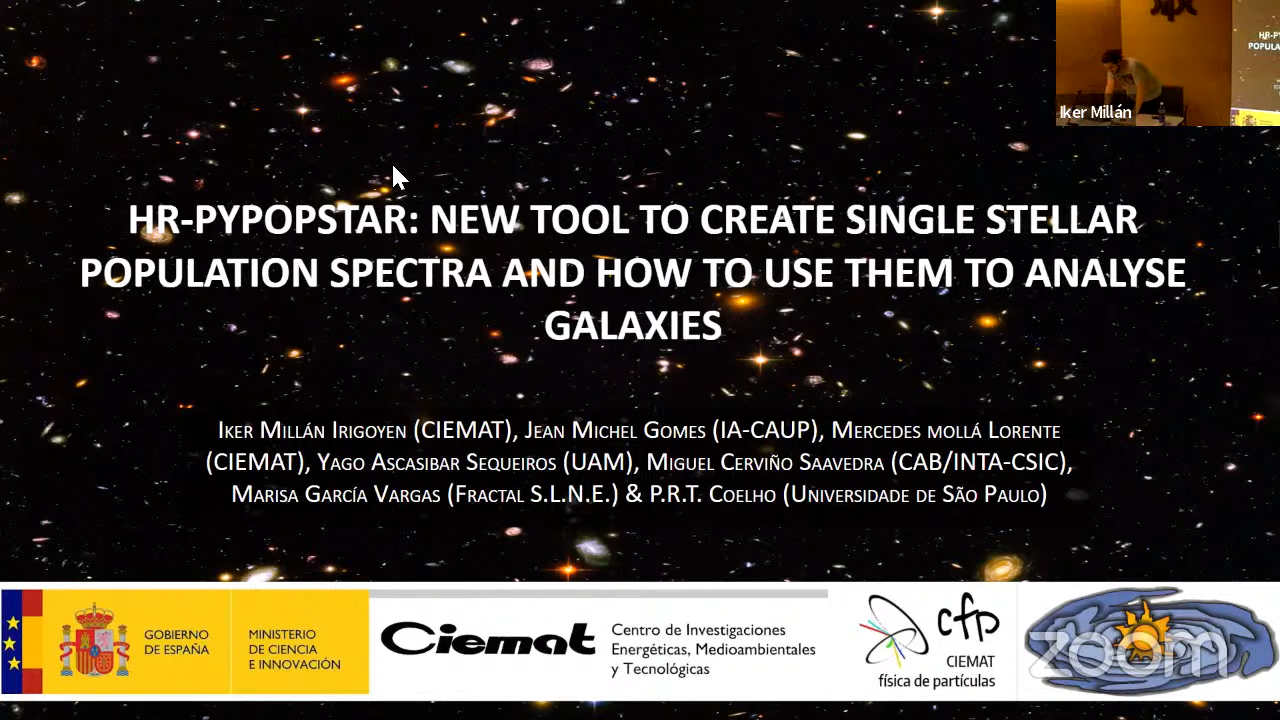 HR-PY
POPULA
Iker Millán
HR-PYPOPSTAR: NEW TOOL TO CREATE SINGLE STELLAR
POPULATION SPECTRA AND HOW TO USE THEM TO ANALYSE
GALAXIES
IKER MILLÁN IRIGOYEN (CIEMAT), JEAN MICHEL GOMES (IA-CAUP), MERCEDES MOLLÁ LORENTE
(CIEMAT), YAGO ASCASIBAR SEQUEIROS (UAM), MIGUEL CERVIÑO SAAVEDRA (CAB/INTA-CSIC),
MARISA GARCÍA VARGAS (FRACTAL S.L.N.E.) & P.R.T. COELHO (UNIVERSIDADE DE SÃO PAULO)
GOBIERNO
DE ESPAÑA
MINISTERIO
DE CIENCIA
E INNOVACIÓN
Ciemat
Centro de Investigaciones
Energéticas, Medioambientales
y Tecnológicas
cfp
CIEMAT
física de partículas
zoom